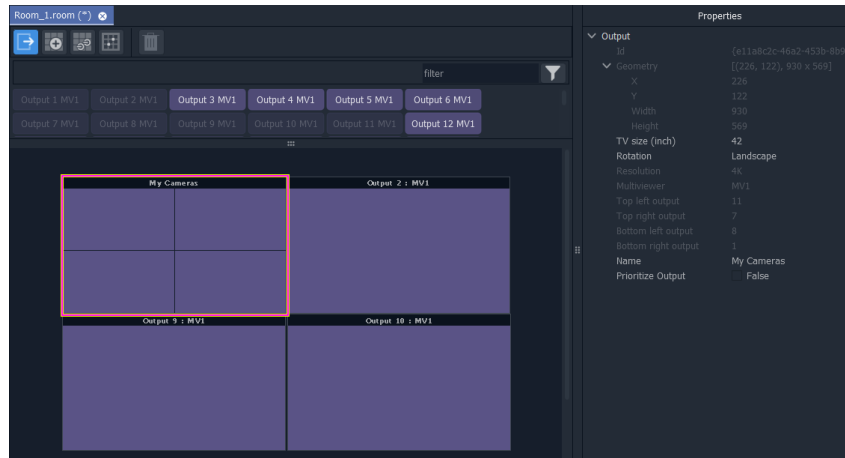 Room_1.room (*)
Properties
filter
Output 1 MV1 Output 2 MV1 Output 3 MV1 Output 4 MV1 Output 5 MV1 Output 6 MV1
Output 7 MV1 Output 8 MV1 Output 9 MV1 Output 10 MV1 Output 11 MV1 Output 12 MV1
My Cameras
Output 2 : MV1
Output 9 : MV1
Output 10 : MV1
Output
Id {e11a8c2c-46a2-453b-8b9
Geometry [(226, 122), 930 x 569]
X 226
Y 122
Width 930
Height 569
TV size (inch) 42
Rotation Landscape
Resolution 4K
Multiviewer MV1
Top left output 11
Top right output 7
Bottom left output 8
Bottom right output 1
Name My Cameras
Prioritize Output False